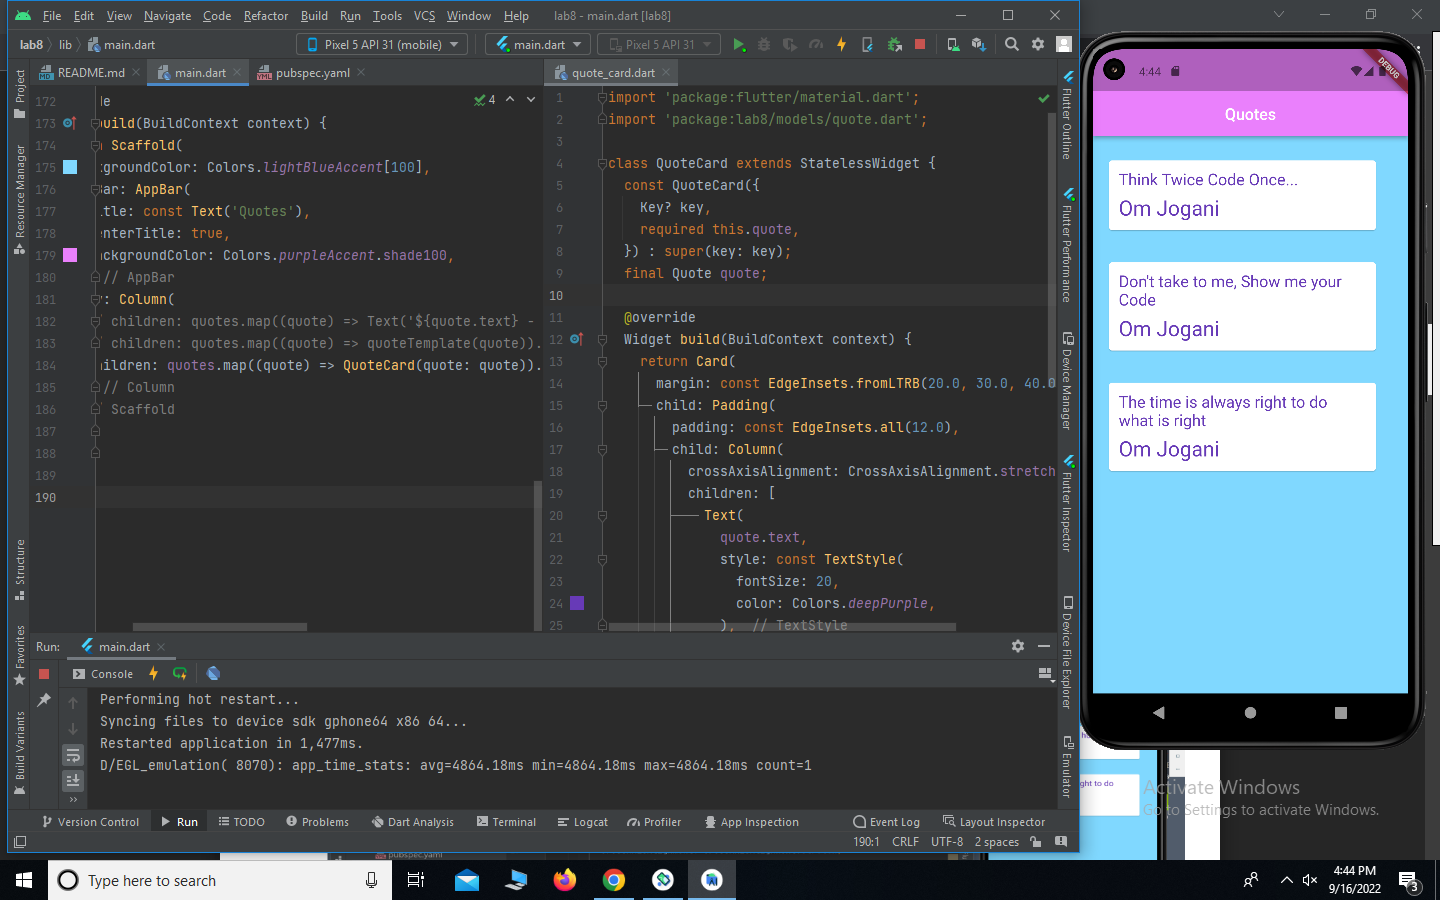 File Edit View Navigate Code Refactor Build Run Tools VCS Window Help lab8 - main.dart [lab8]
lab8 lib main.dart Pixel 5 API 31 (mobile) main.dart Pixel 5 API 31
README.md main.dart pubspec.yaml quote_card.dart
Project
Resource Manager
Structure
Favorites
Build Variants
172 de
173 build(BuildContext context) {
174 Scaffold(
175 kgroundColor: Colors.lightBlueAccent[100],
176 Bar: AppBar(
177 itle: const Text('Quotes'),
178 enterTitle: true,
179 ackgroundColor: Colors.purpleAccent.shade100,
180 // AppBar
181 : Column(
182 children: quotes.map((quote) => Text('${quote.text} -
183 children: quotes.map((quote) => quoteTemplate(quote)).
184 hildren: quotes.map((quote) => QuoteCard(quote: quote)).
185 // Column
186 Scaffold
187
188
189
190
4
1 import 'package:flutter/material.dart';
2 import 'package:lab8/models/quote.dart';
3
4 class QuoteCard extends StatelessWidget {
5 const QuoteCard({
6 Key? key,
7 required this.quote,
8 }) : super(key: key);
9 final Quote quote;
10
11 @override
12 Widget build(BuildContext context) {
13 return Card(
14 margin: const EdgeInsets.fromLTRB(20.0, 30.0, 40.0
15 child: Padding(
16 padding: const EdgeInsets.all(12.0),
17 child: Column(
18 crossAxisAlignment: CrossAxisAlignment.stretch
19 children: [
20 Text(
21 quote.text,
22 style: const TextStyle(
23 fontSize: 20,
24 color: Colors.deepPurple,
25 ), // TextStyle
Flutter Outline
Flutter Performance
Device Manager
Flutter Inspector
Device File Explorer
Emulator
4:44
DEBUG
Quotes
Think Twice Code Once...
Om Jogani
Don't take to me, Show me your
Code
Om Jogani
The time is always right to do
what is right
Om Jogani
Run: main.dart
Console
Performing hot restart...
Syncing files to device sdk gphone64 x86 64...
Restarted application in 1,477ms.
D/EGL_emulation( 8070): app_time_stats: avg=4864.18ms min=4864.18ms max=4864.18ms count=1
ght to do
Activate Windows
Go to Settings to activate Windows.
Version Control Run TODO Problems Dart Analysis Terminal Logcat Profiler App Inspection Event Log Layout Inspector
190:1 CRLF UTF-8 2 spaces
pubspec.yaml
Type here to search
4:44 PM
9/16/2022
3